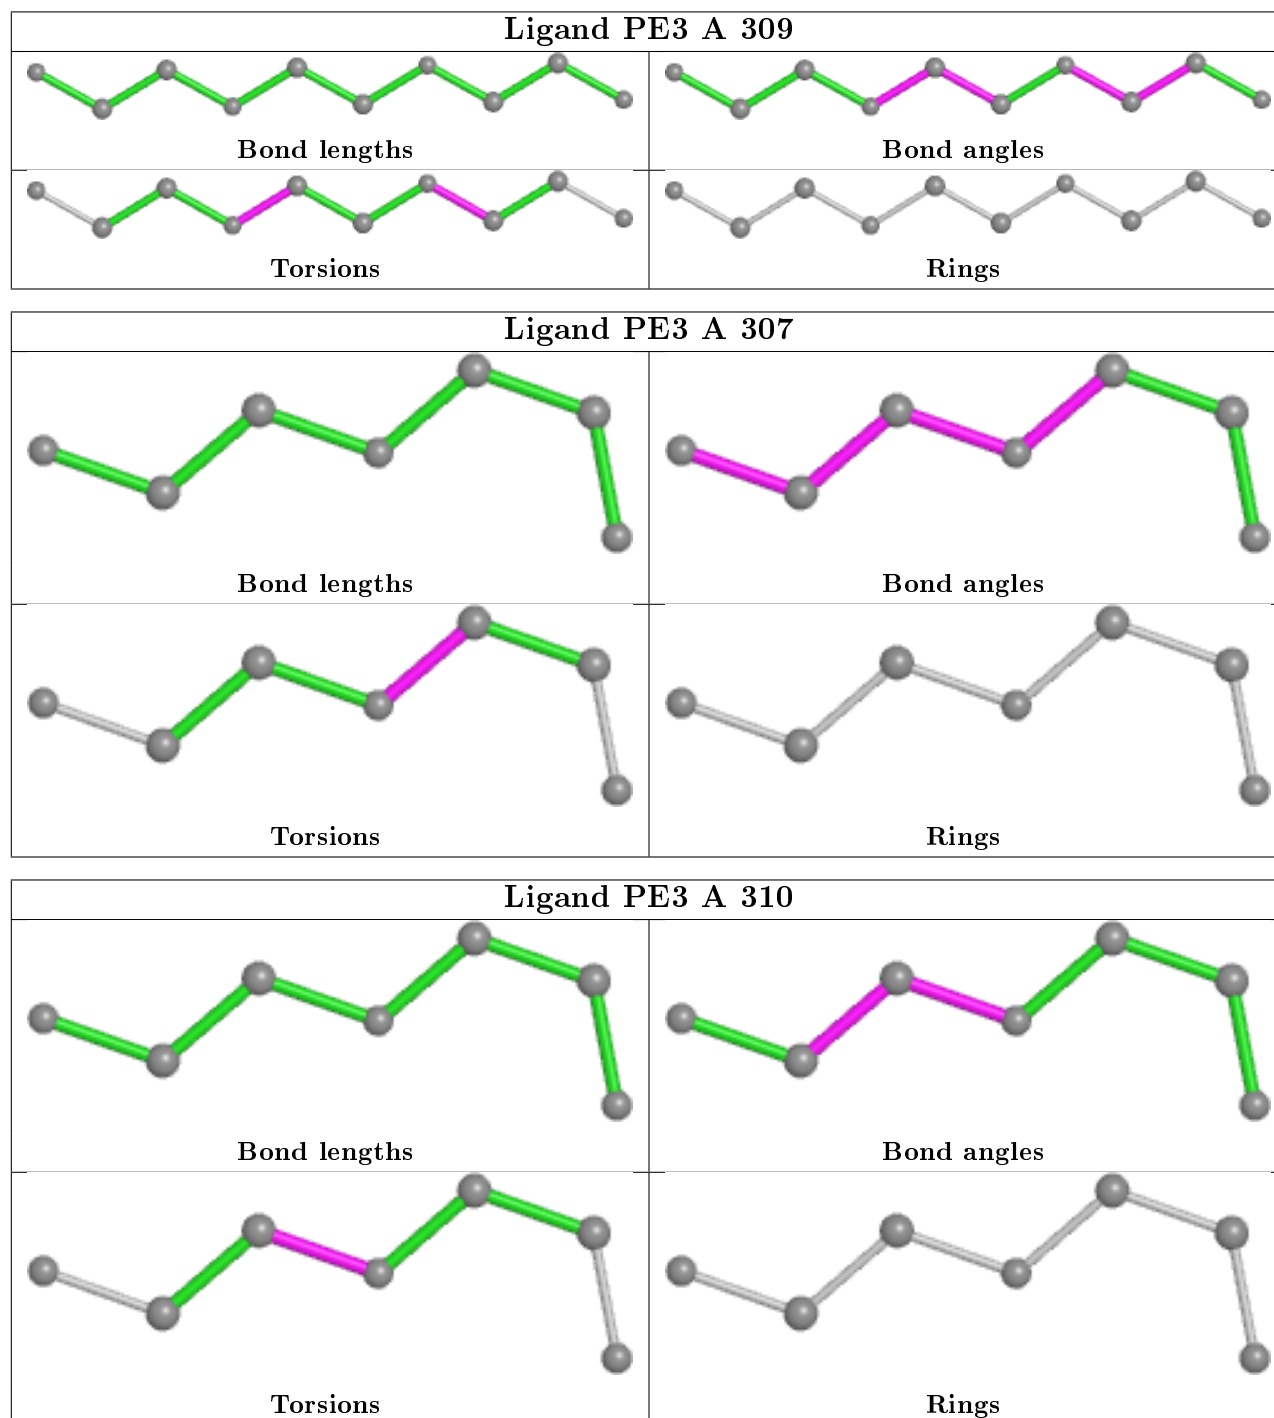 Ligand PE3 A 309
Bond lengths
Bond angles
Torsions
Rings
Ligand PE3 A 307
Bond lengths
Bond angles
Torsions
Rings
Ligand PE3 A 310
Bond lengths
Bond angles
Torsions
Rings